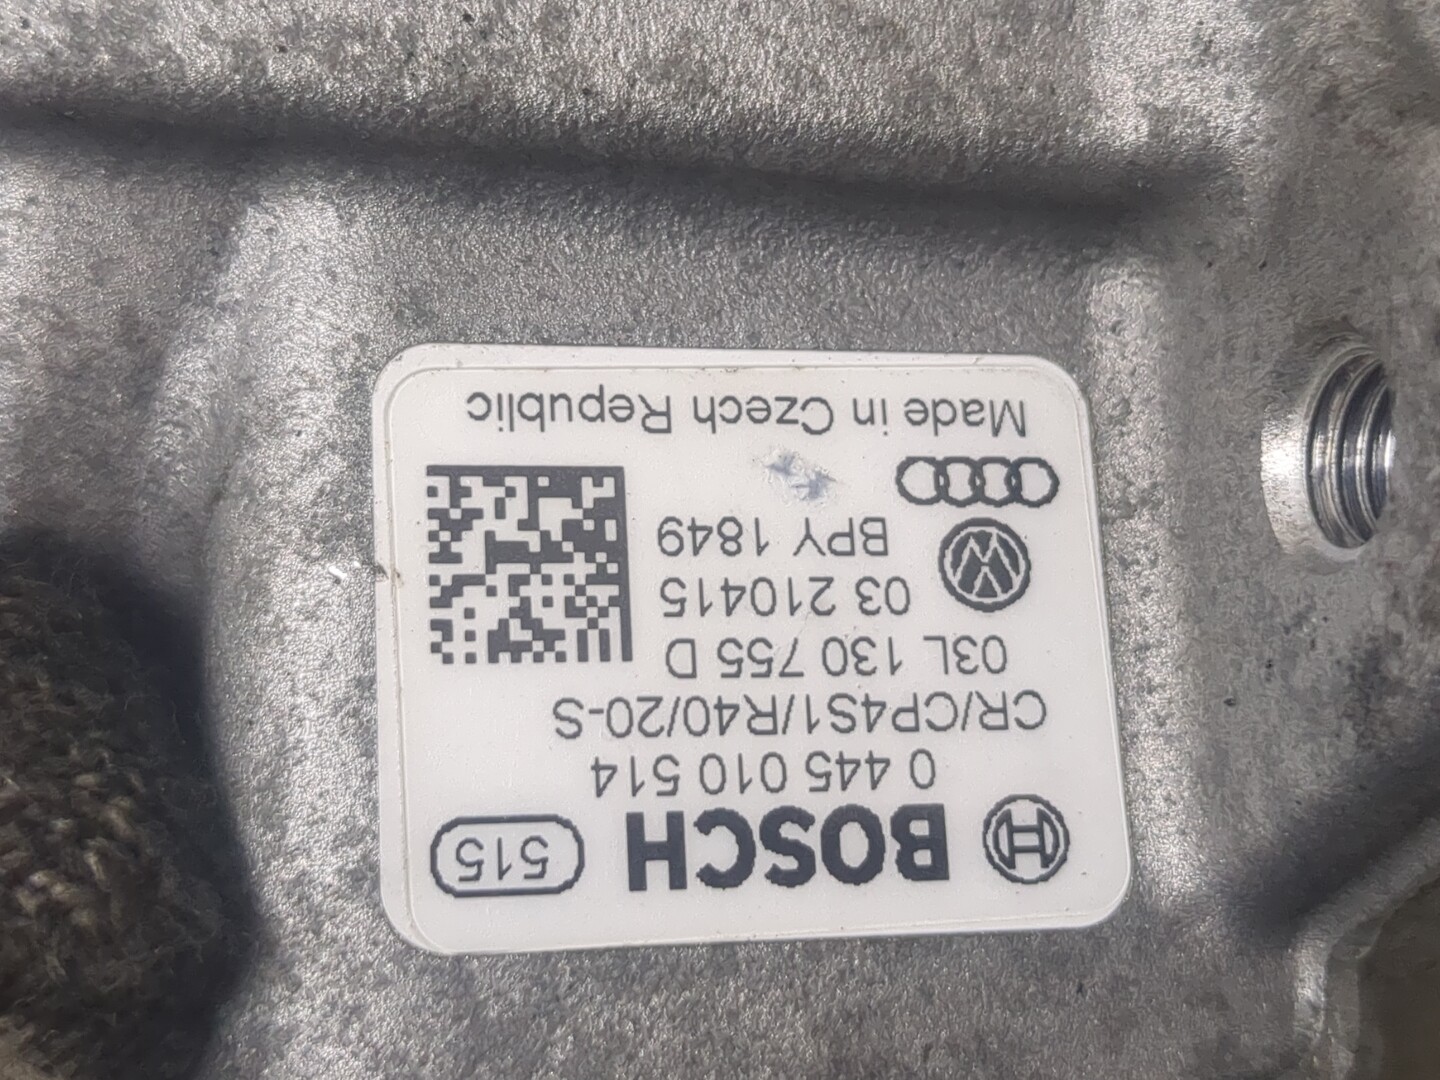 BOSCH 515
0 445 010 514
CR/CP4S1/R40/20-S
03L 130 755 D
03 210415
BPY 1849
Made in Czech Republic